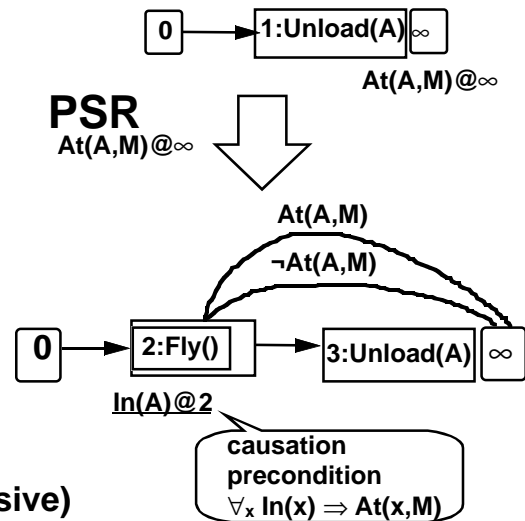 0
1:Unload(A)
∞
At(A,M)@∞
PSR
At(A,M)@∞
At(A,M)
¬At(A,M)
0
2:Fly()
3:Unload(A)
∞
In(A)@2
causation
precondition
∀x In(x) ⇒ At(x,M)
sive)